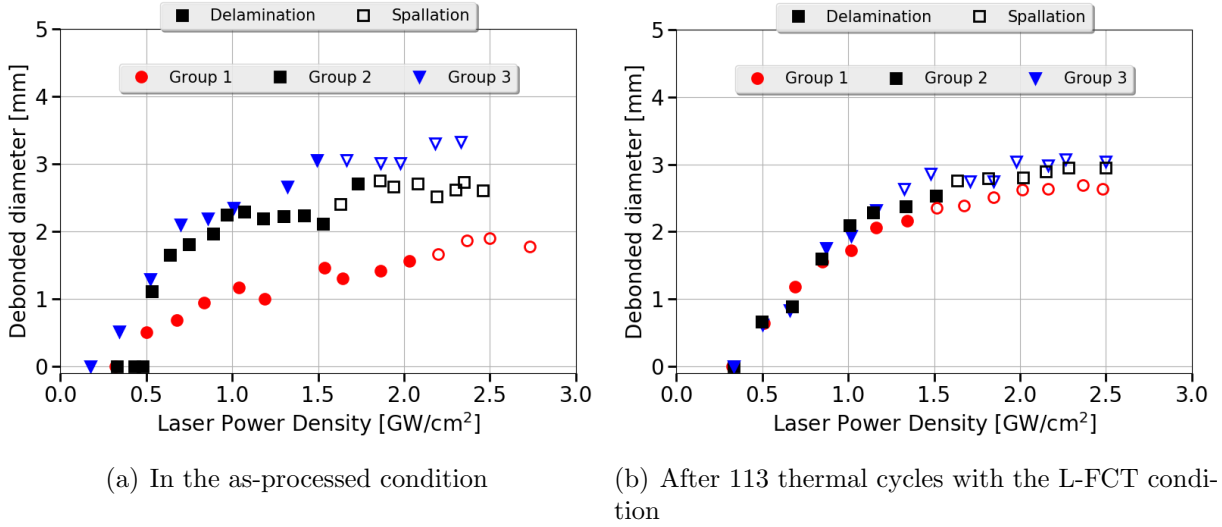 Delamination Spallation
Group 1 Group 2 Group 3
Debonded diameter [mm]
5
4
3
2
1
0
0.0 0.5 1.0 1.5 2.0 2.5 3.0
Laser Power Density [GW/cm²]
(a) In the as-processed condition
Delamination Spallation
Group 1 Group 2 Group 3
Debonded diameter [mm]
5
4
3
2
1
0
0.0 0.5 1.0 1.5 2.0 2.5 3.0
Laser Power Density [GW/cm²]
(b) After 113 thermal cycles with the L-FCT condi-
tion